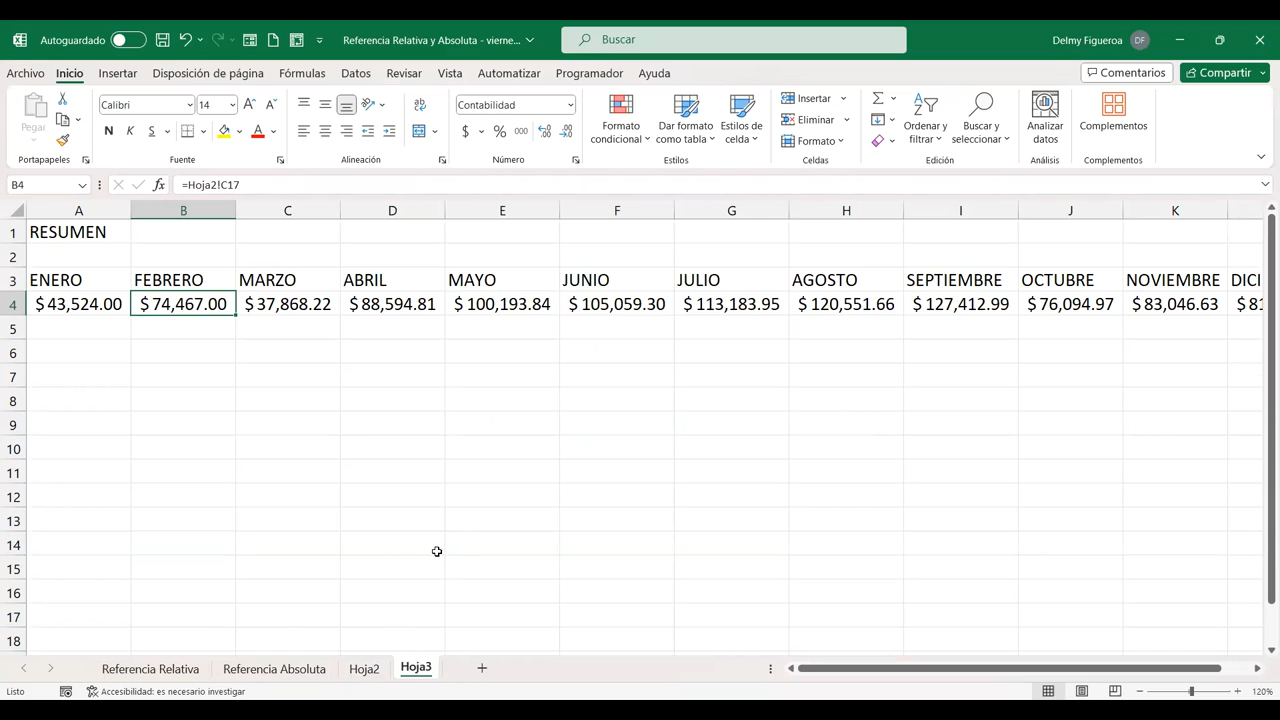 Autoguardado
Referencia Relativa y Absoluta - vierne...
Buscar
Delmy Figueroa DF
Archivo Inicio Insertar Disposición de página Fórmulas Datos Revisar Vista Automatizar Programador Ayuda
Comentarios Compartir
Pegar
Portapapeles
Calibri 14
N K S
Fuente
Alineación
Contabilidad
$ % 000
Número
Formato condicional
Dar formato como tabla
Estilos de celda
Estilos
Insertar
Eliminar
Formato
Celdas
Ordenar y filtrar
Buscar y seleccionar
Edición
Analizar datos
Análisis
Complementos
Complementos
B4 fx =Hoja2!C17
A B C D E F G H I J K
1 RESUMEN
2
3 ENERO FEBRERO MARZO ABRIL MAYO JUNIO JULIO AGOSTO SEPTIEMBRE OCTUBRE NOVIEMBRE DICI
4 $ 43,524.00 $ 74,467.00 $ 37,868.22 $ 88,594.81 $ 100,193.84 $ 105,059.30 $ 113,183.95 $ 120,551.66 $ 127,412.99 $ 76,094.97 $ 83,046.63 $ 81
5
6
7
8
9
10
11
12
13
14
15
16
17
18
Referencia Relativa Referencia Absoluta Hoja2 Hoja3
Listo Accesibilidad: es necesario investigar 120%